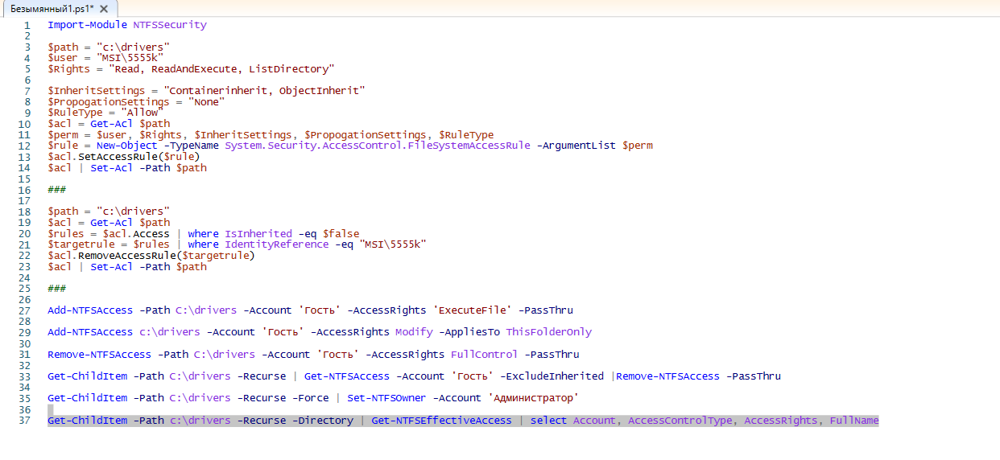 Безымянный1.ps1* X
1 Import-Module NTFSSecurity
2
3 $path = "c:\drivers"
4 $user = "MSI\5555k"
5 $Rights = "Read, ReadAndExecute, ListDirectory"
6
7 $InheritSettings = "Containerinherit, ObjectInherit"
8 $PropogationSettings = "None"
9 $RuleType = "Allow"
10 $acl = Get-Acl $path
11 $perm = $user, $Rights, $InheritSettings, $PropogationSettings, $RuleType
12 $rule = New-Object -TypeName System.Security.AccessControl.FileSystemAccessRule -ArgumentList $perm
13 $acl.SetAccessRule($rule)
14 $acl | Set-Acl -Path $path
15
16 ###
17
18 $path = "c:\drivers"
19 $acl = Get-Acl $path
20 $rules = $acl.Access | where IsInherited -eq $false
21 $targetrule = $rules | where IdentityReference -eq "MSI\5555k"
22 $acl.RemoveAccessRule($targetrule)
23 $acl | Set-Acl -Path $path
24
25 ###
26
27 Add-NTFSAccess -Path C:\drivers -Account 'Гость' -AccessRights 'ExecuteFile' -PassThru
28
29 Add-NTFSAccess c:\drivers -Account 'Гость' -AccessRights Modify -AppliesTo ThisFolderOnly
30
31 Remove-NTFSAccess -Path C:\drivers -Account 'Гость' -AccessRights FullControl -PassThru
32
33 Get-ChildItem -Path C:\drivers -Recurse | Get-NTFSAccess -Account 'Гость' -ExcludeInherited |Remove-NTFSAccess -PassThru
34
35 Get-ChildItem -Path C:\drivers -Recurse -Force | Set-NTFSOwner -Account 'Администратор'
36
37 Get-ChildItem -Path c:\drivers -Recurse -Directory | Get-NTFSEffectiveAccess | select Account, AccessControlType, AccessRights, FullName